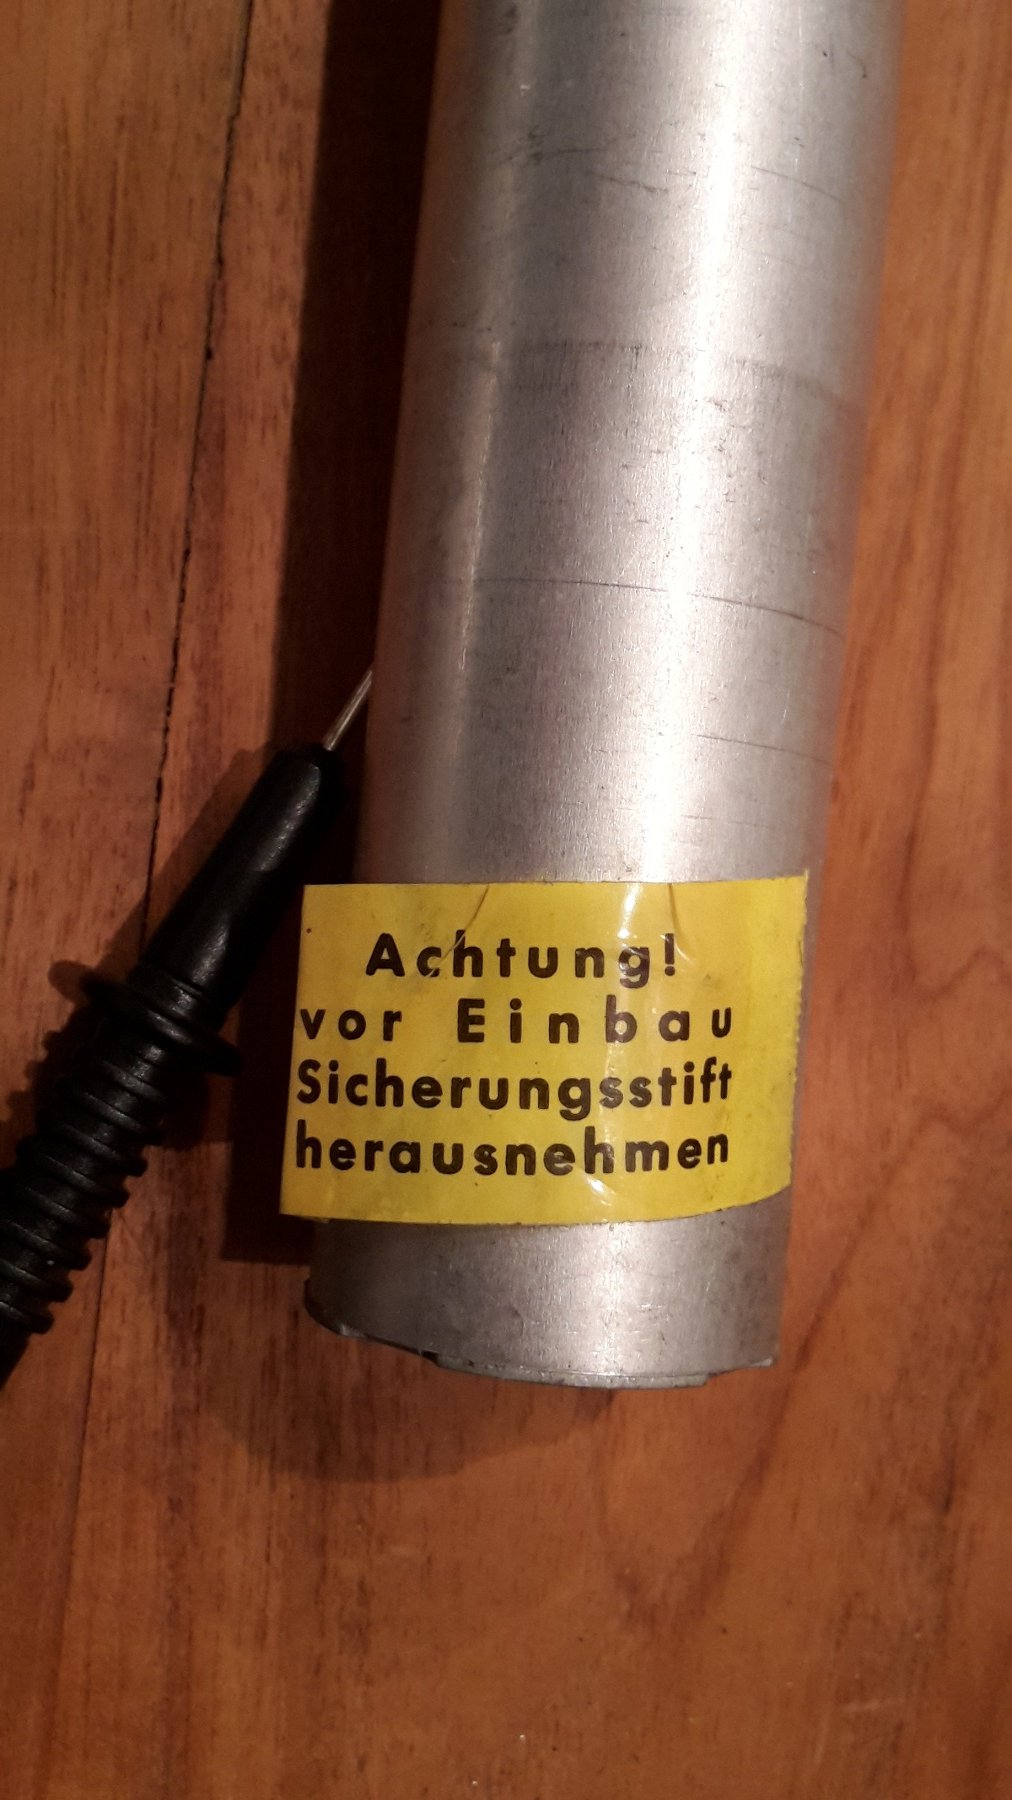 Achtung!
vor Einbau
Sicherungsstift
herausnehmen